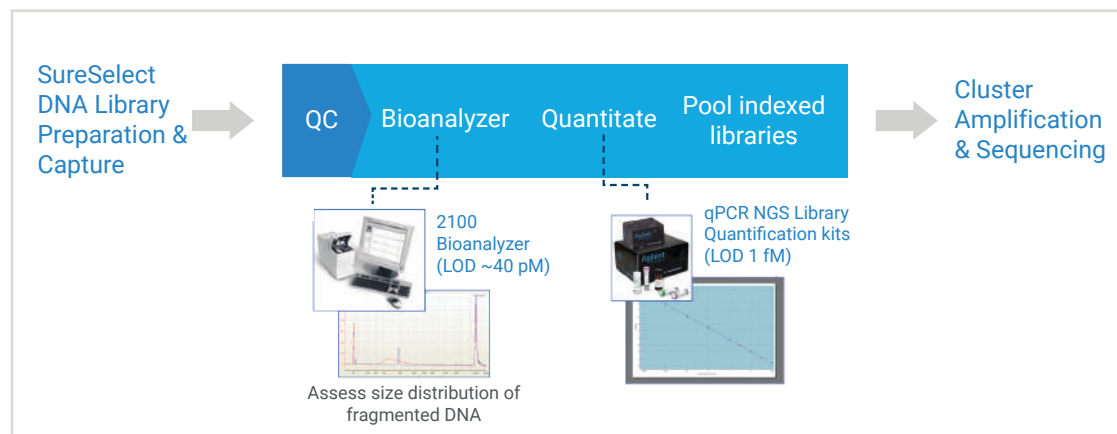 SureSelect
DNA Library
Preparation &
Capture
QC
Bioanalyzer
Quantitate
Pool indexed
libraries
Cluster
Amplification
& Sequencing
2100
Bioanalyzer
(LOD ~40 pM)
qPCR NGS Library
Quantification kits
(LOD 1 fM)
Agilent
Assess size distribution of
fragmented DNA